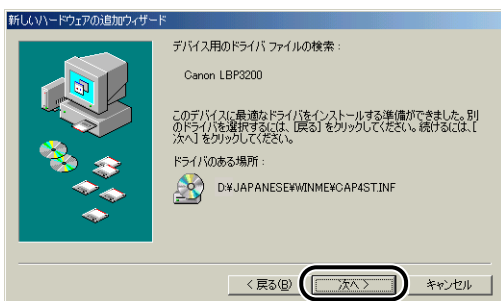 新しいハードウェアの追加ウィザード
デバイス用のドライバ ファイルの検索 :
Canon LBP3200
このデバイスに最適なドライバをインストールする準備ができました。別
のドライバを選択するには、[戻る] をクリックしてください。続けるには、[
次へ] をクリックしてください。
ドライバのある場所 :
D:¥JAPANESE¥WINME¥CAP4ST.INF
< 戻る(B)
次へ >
キャンセル